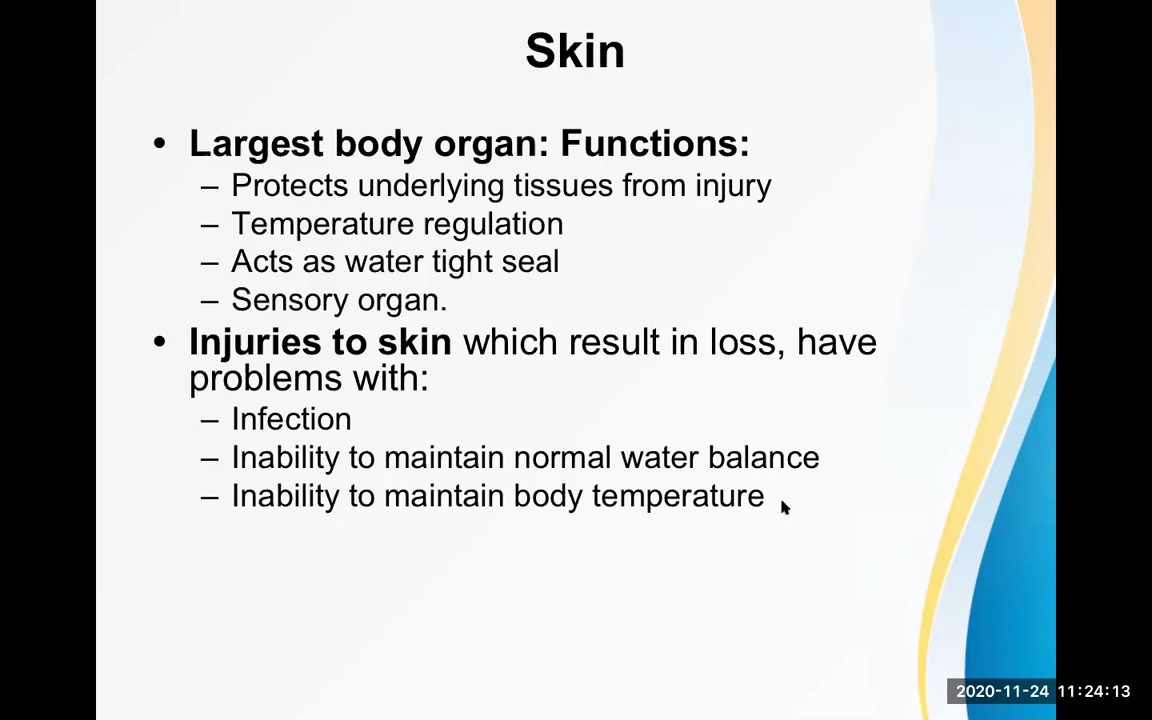 Skin
• Largest body organ: Functions:
– Protects underlying tissues from injury
– Temperature regulation
– Acts as water tight seal
– Sensory organ.
• Injuries to skin which result in loss, have
problems with:
– Infection
– Inability to maintain normal water balance
– Inability to maintain body temperature
2020-11-24 11:24:13